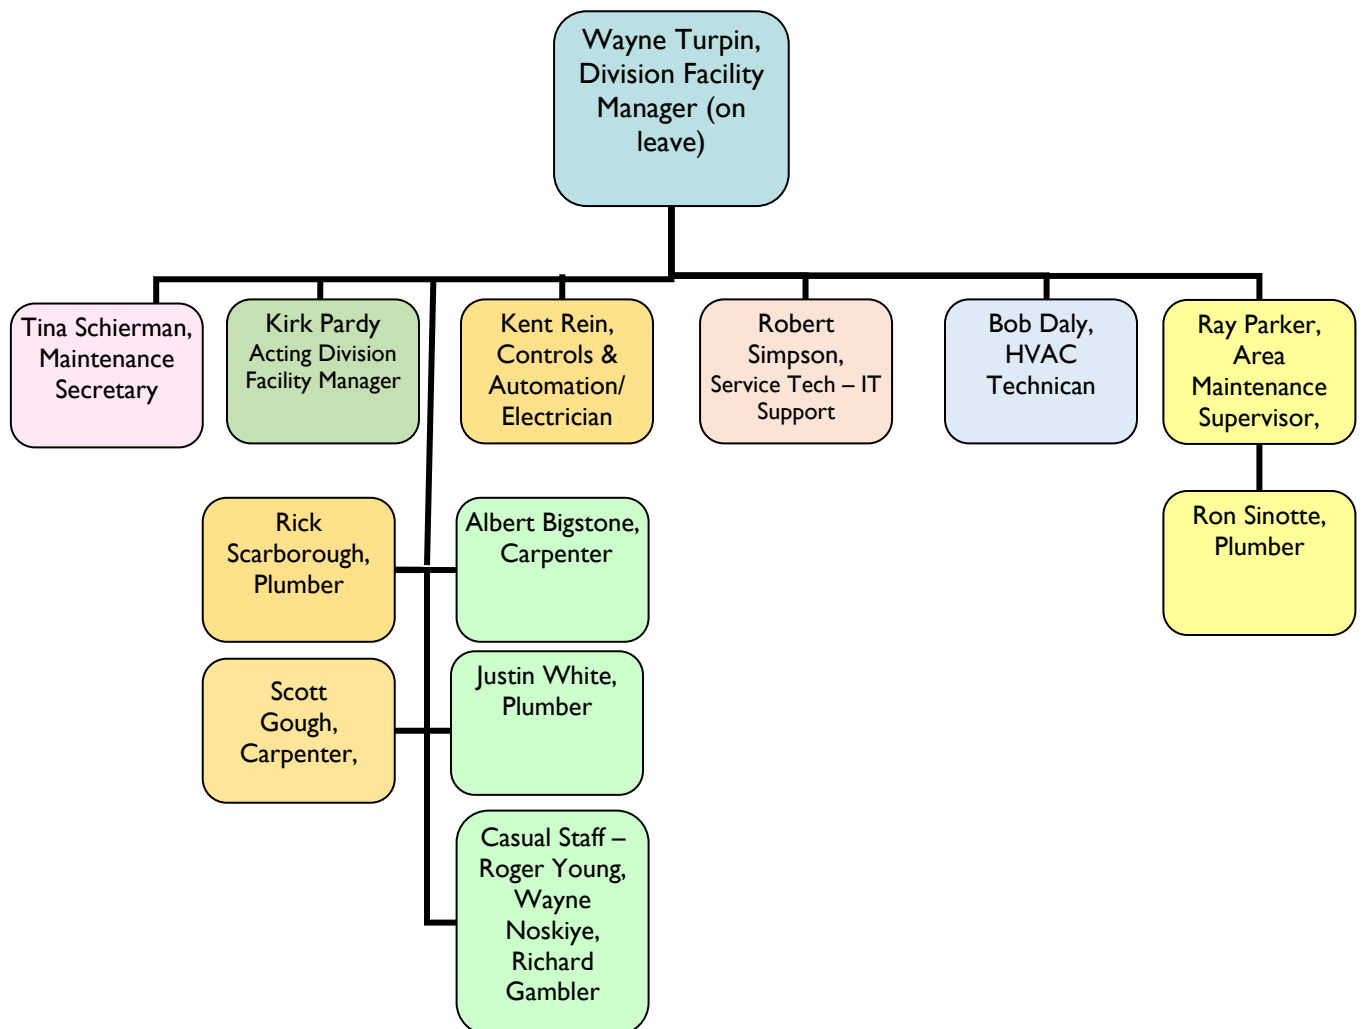 Wayne Turpin,
Division Facility
Manager (on
leave)
Tina Schierman,
Maintenance
Secretary
Kirk Pardy
Acting Division
Facility Manager
Kent Rein,
Controls &
Automation/
Electrician
Robert
Simpson,
Service Tech – IT
Support
Bob Daly,
HVAC
Technican
Ray Parker,
Area
Maintenance
Supervisor,
Rick
Scarborough,
Plumber
Albert Bigstone,
Carpenter
Ron Sinotte,
Plumber
Scott
Gough,
Carpenter,
Justin White,
Plumber
Casual Staff –
Roger Young,
Wayne
Noskiye,
Richard
Gambler